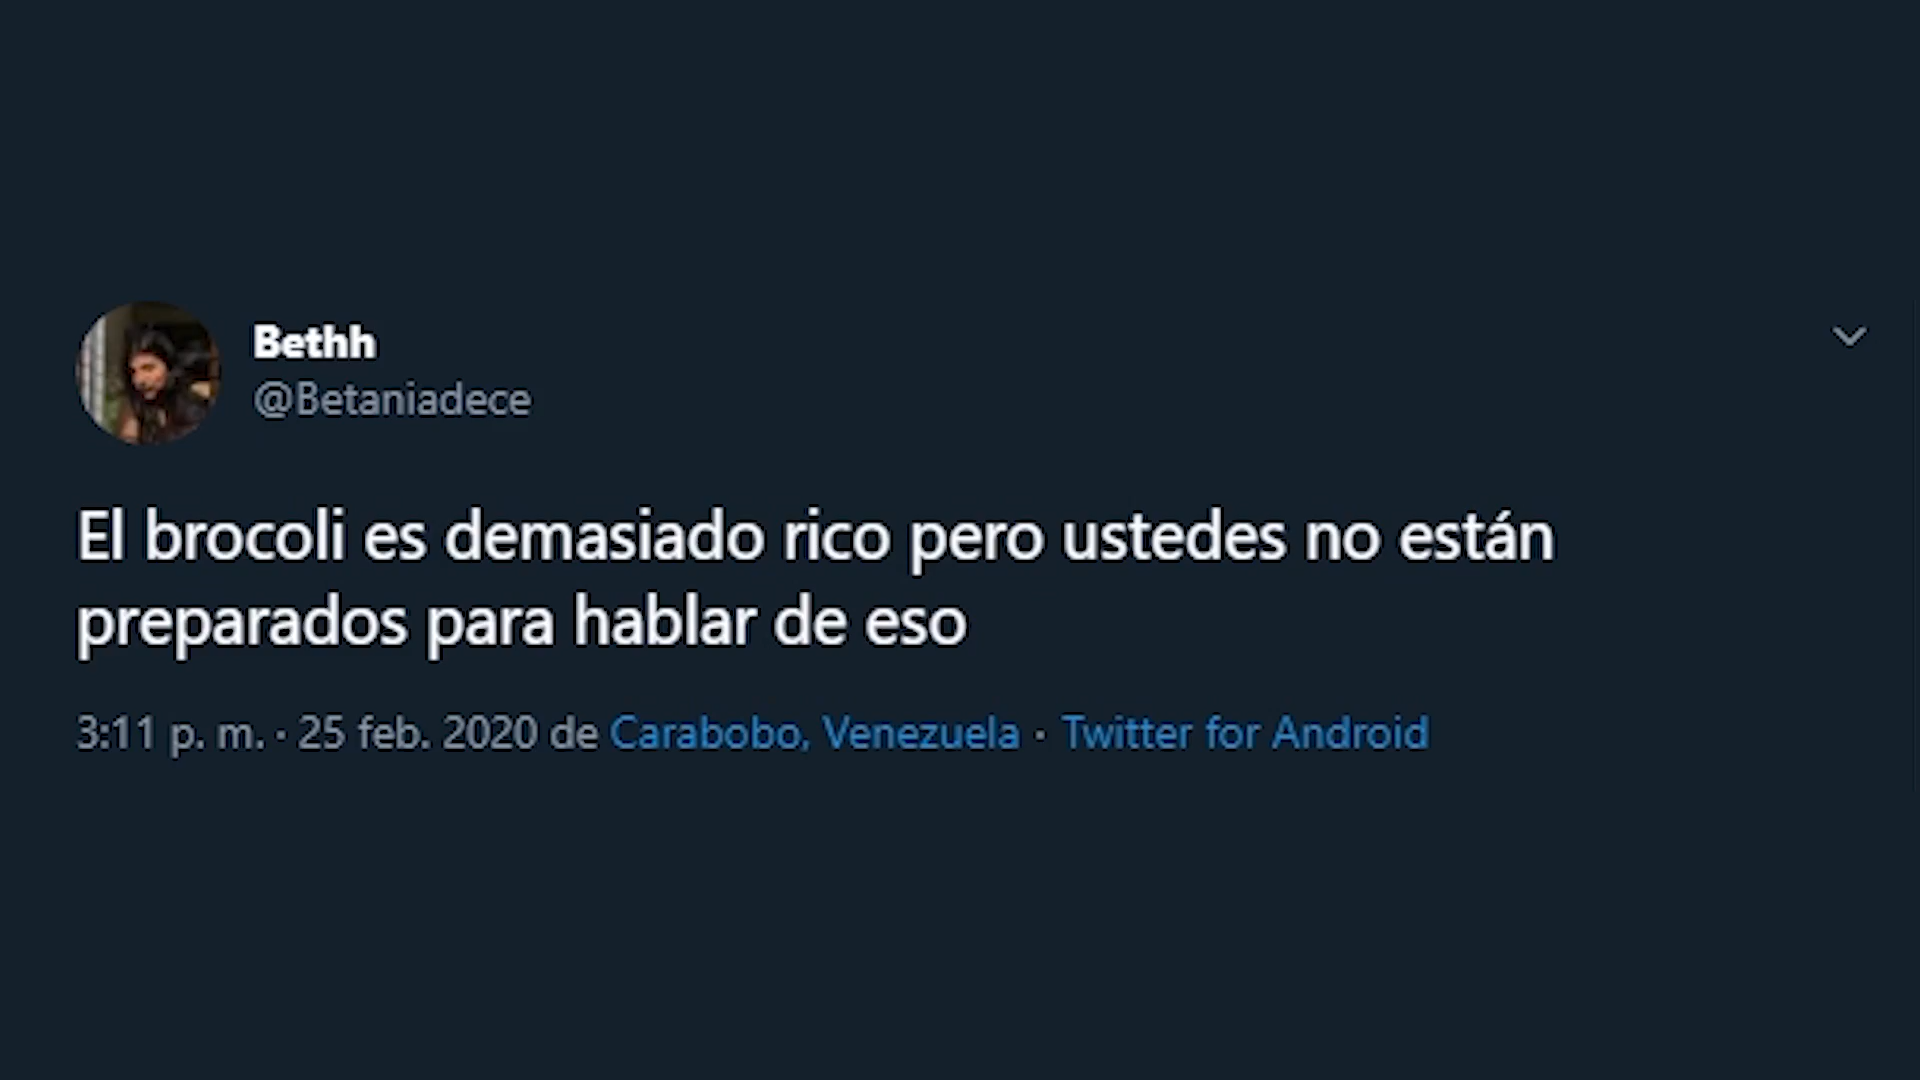 Bethh
@Betaniadece
El brocoli es demasiado rico pero ustedes no están
preparados para hablar de eso
3:11 p. m. · 25 feb. 2020 de Carabobo, Venezuela · Twitter for Android